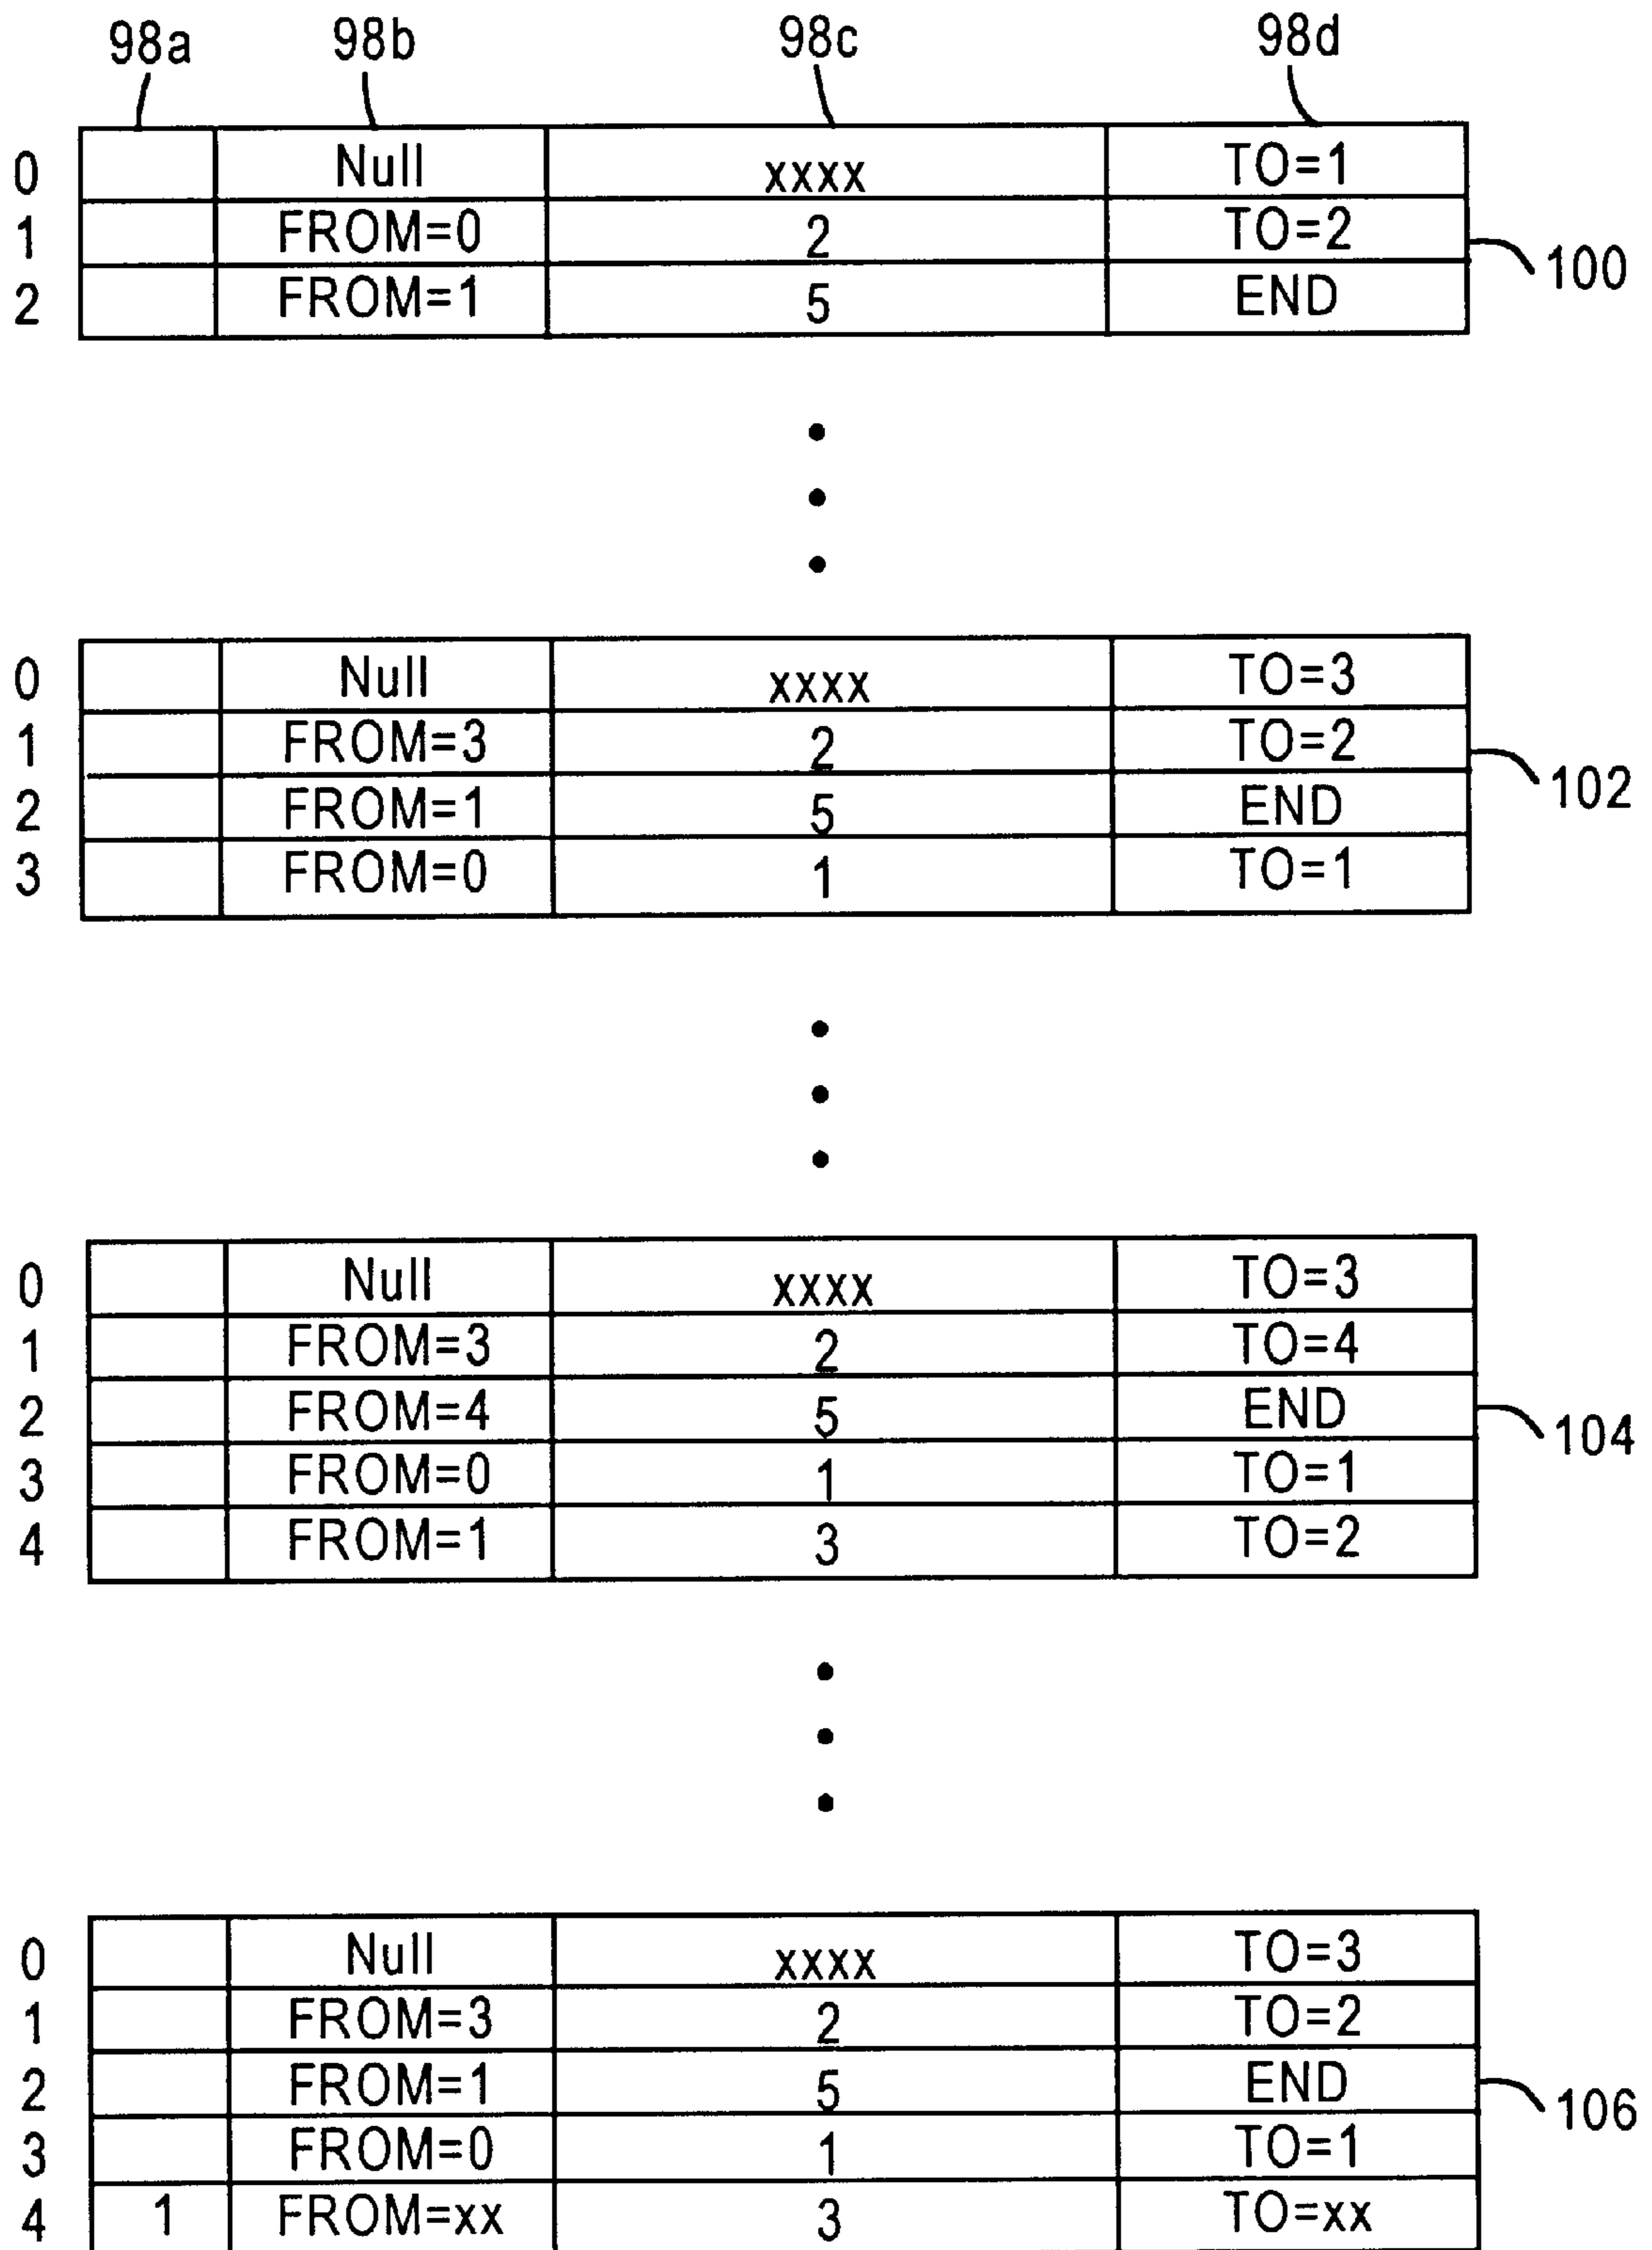 98a 98b 98c 98d
0 Null xxxx TO=1
1 FROM=0 2 TO=2
100
2 FROM=1 5 END
0 Null xxxx TO=3
1 FROM=3 2 TO=2
102
2 FROM=1 5 END
3 FROM=0 1 TO=1
0 Null xxxx TO=3
1 FROM=3 2 TO=4
2 FROM=4 5 END
104
3 FROM=0 1 TO=1
4 FROM=1 3 TO=2
0 Null xxxx TO=3
1 FROM=3 2 TO=2
2 FROM=1 5 END
106
3 FROM=0 1 TO=1
4 1 FROM=xx 3 TO=xx